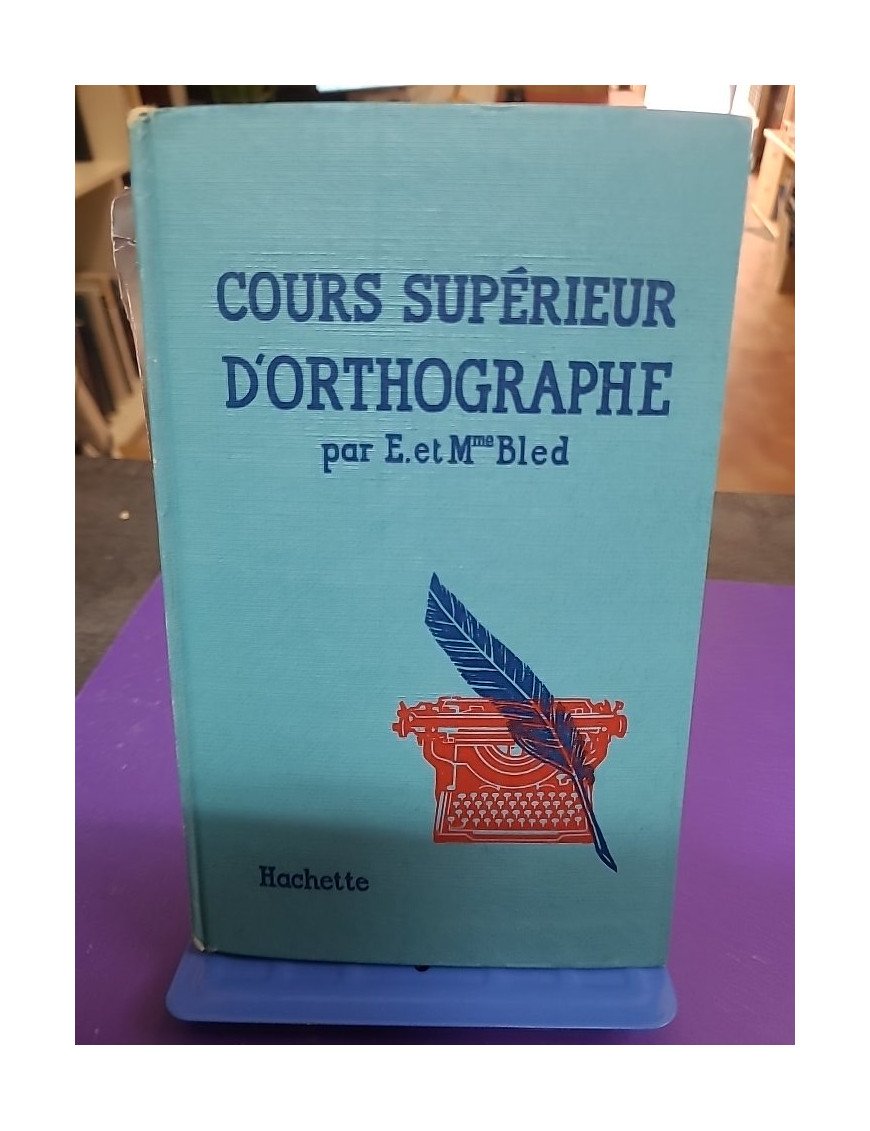 COURS SUPÉRIEUR
D'ORTHOGRAPHE
par E. et Mme Bled
Hachette